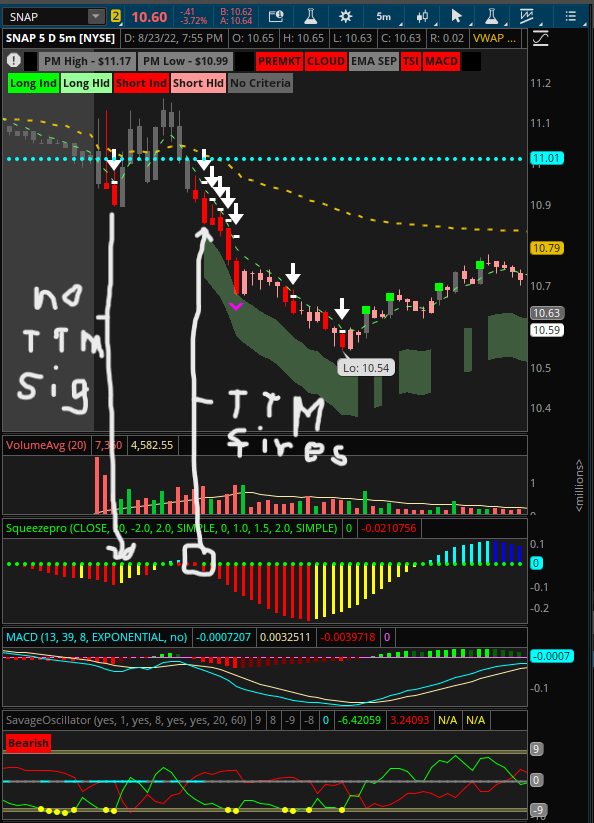 SNAP 2 10.60 -.41 -3.72% B: 10.62 A: 10.64 5m
SNAP 5 D 5m [NYSE] D: 8/23/22, 7:55 PM O: 10.65 H: 10.65 L: 10.63 C: 10.63 R: 0.02 VWAP ...
PM High - $11.17 PM Low - $10.99 PREMKT CLOUD EMA SEP TSI MACD
Long Ind Long Hld Short Ind Short Hld No Criteria
11.2
11.1
11.01
10.9
10.79
10.7
10.63
10.59
10.5
10.4
Lo: 10.54
no
TTM
Sig
TTM
fires
VolumeAvg (20) 4,582.55
1
<millions>
Squeezepro (CLOSE, 20, -2.0, 2.0, SIMPLE, 0, 1.0, 1.5, 2.0, SIMPLE) 0 -0.0210756
0.1
0
-0.1
-0.2
MACD (13, 39, 8, EXPONENTIAL, no) -0.0007207 0.0032511 -0.0039718 0
-0.0007
-0.1
SavageOscillator (yes, 1, yes, 8, yes, yes, 20, 60) 9 8 -9 -8 0 -6.42059 3.24093 N/A N/A
Bearish
9
0
-9